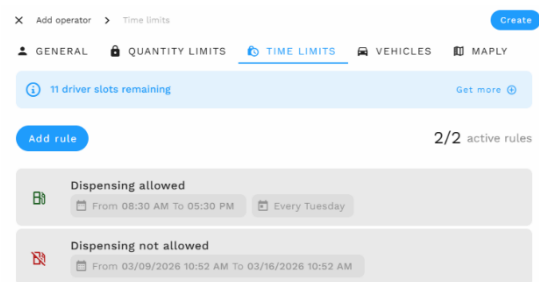 Add operator > Time limits
Create
GENERAL
QUANTITY LIMITS
TIME LIMITS
VEHICLES
MAPLY
11 driver slots remaining
Get more
Add rule
2/2 active rules
Dispensing allowed
From 08:30 AM To 05:30 PM
Every Tuesday
Dispensing not allowed
From 03/09/2026 10:52 AM To 03/16/2026 10:52 AM